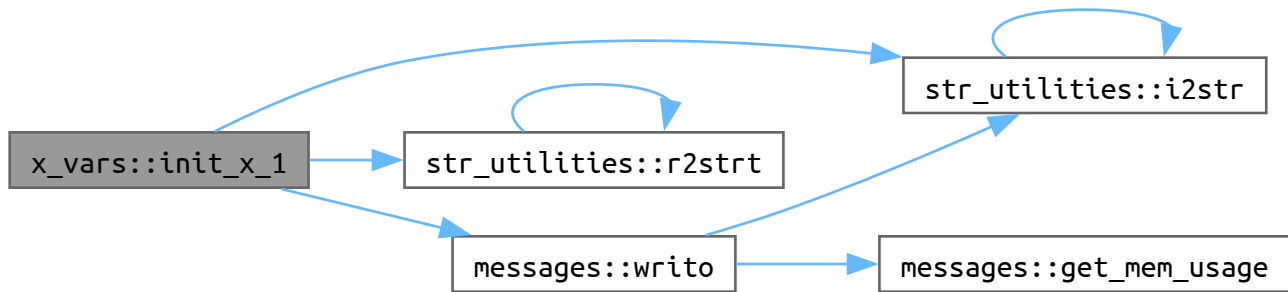 x_vars::init_x_1
str_utilities::r2strt
str_utilities::i2str
messages::writo
messages::get_mem_usage